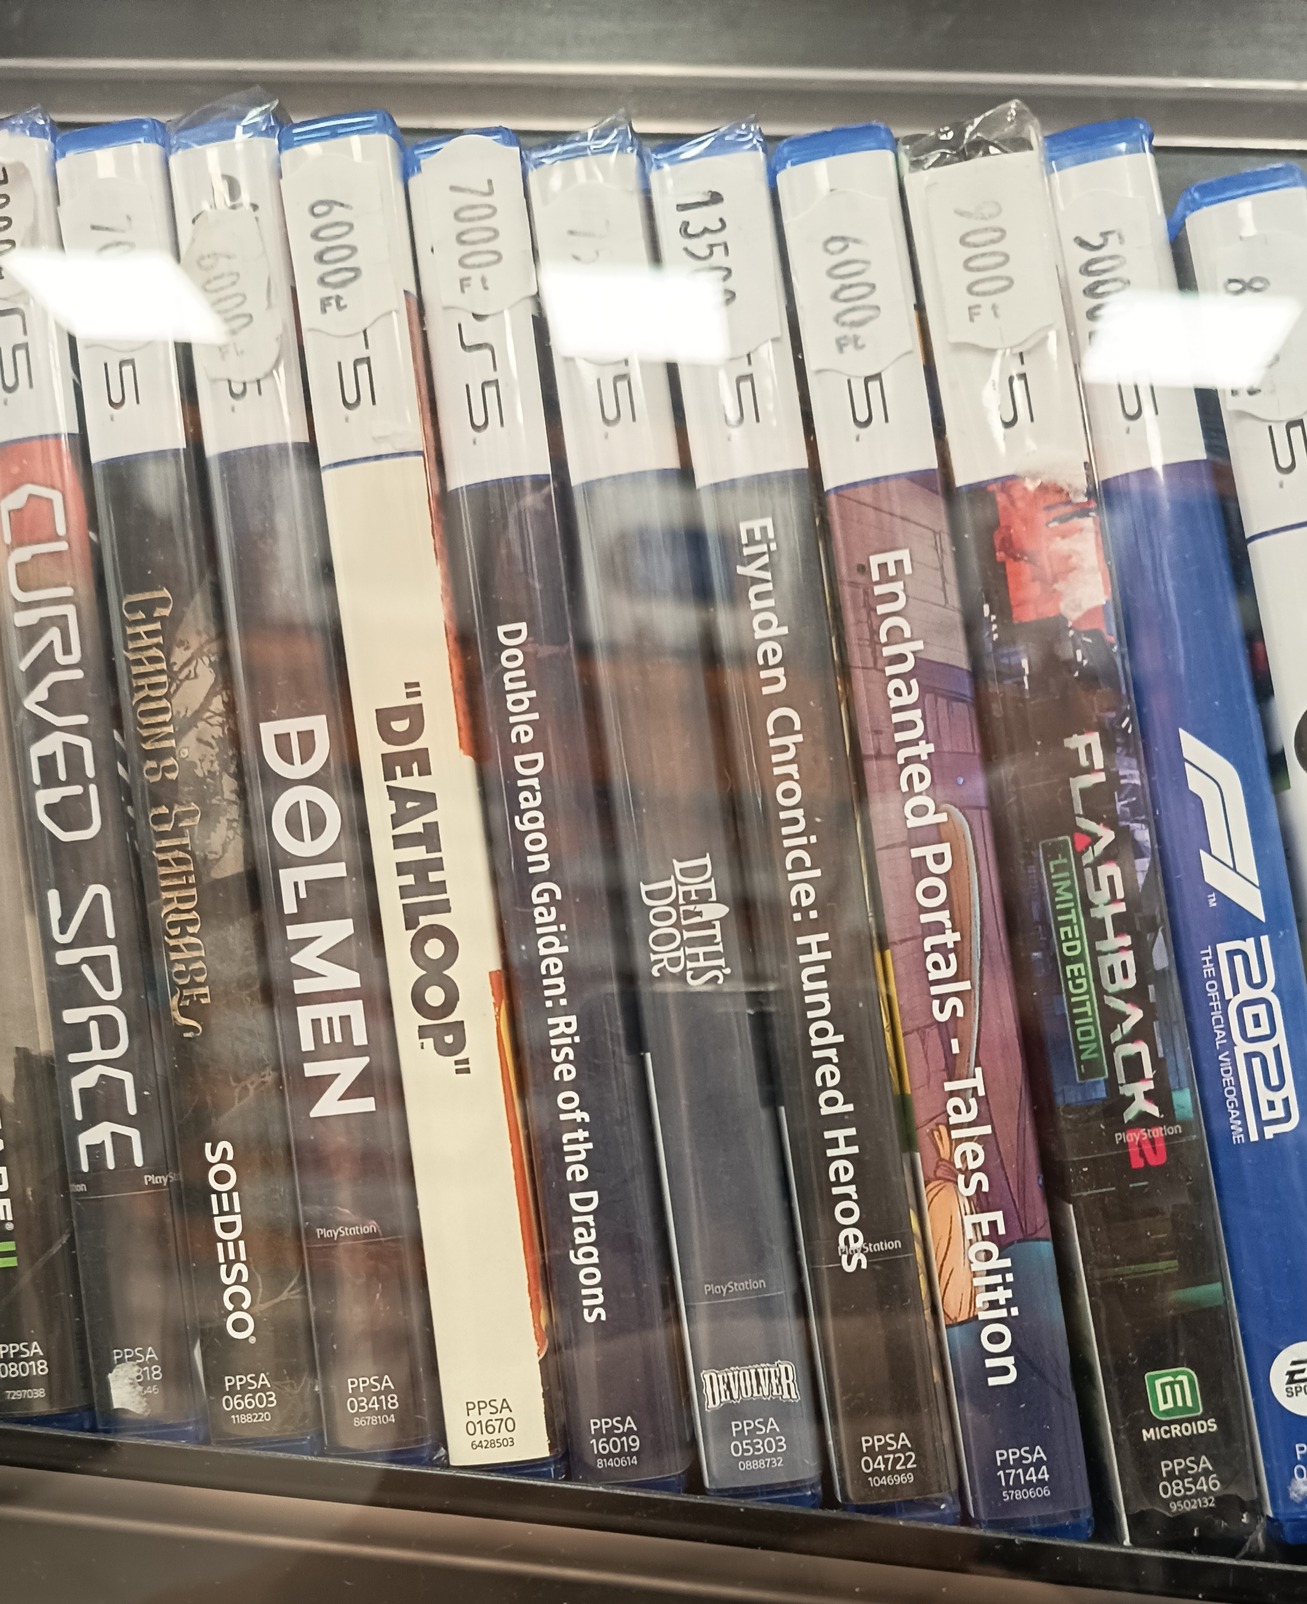 CURVED SPACE
PPSA
08018
7297038
CHARON'S STAIRCASE
SOEDESCO
PPSA
06603
1188220
6000 Ft
DOLMEN
PlayStation
PPSA
03418
8678104
6000 Ft
"DEATHLOOP"
PPSA
01670
6428503
7000 Ft
PS5
Double Dragon Gaiden: Rise of the Dragons
PPSA
16019
8140614
DEATH'S
DOOR
PlayStation
DEVOLVER
PPSA
05303
0888732
Eiyuden Chronicle: Hundred Heroes
PlayStation
PPSA
04722
1046969
6000 Ft
Enchanted Portals - Tales Edition
PPSA
17144
5780606
9000 Ft
FLASHBACK 2
LIMITED EDITION
PlayStation
MICROIDS
PPSA
08546
9502132
F1 2021
THE OFFICIAL VIDEOGAME